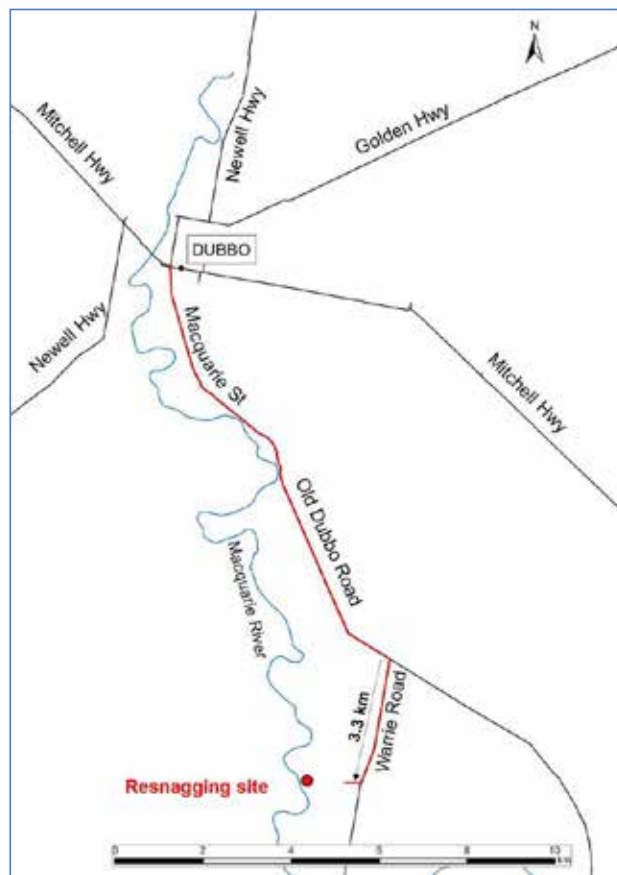 N
Mitchell Hwy
Newell Hwy
Golden Hwy
DUBBO
Newell Hwy
Macquarie St
Mitchell Hwy
Old Dubbo Road
Macquarie River
3.3 km
Warrie Road
Resnagging site
0 2 4 6 8 10